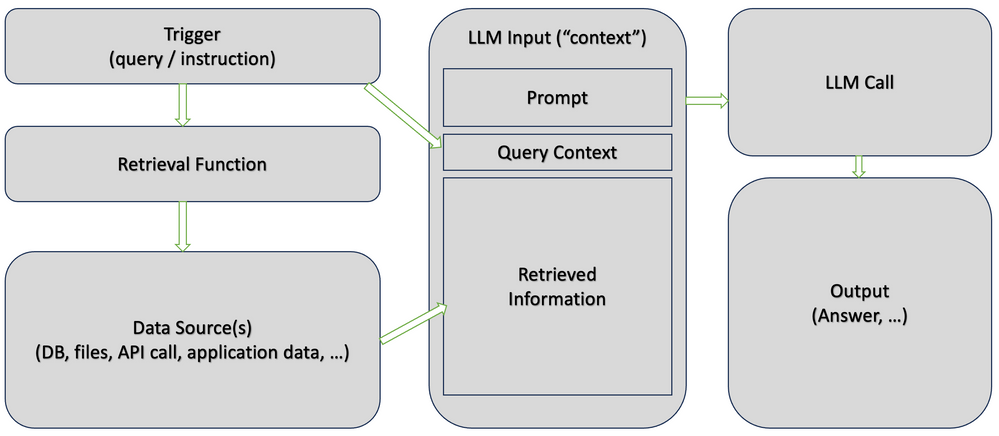 Trigger
(query / instruction)
Retrieval Function
Data Source(s)
(DB, files, API call, application data, …)
LLM Input (“context”)
Prompt
Query Context
Retrieved
Information
LLM Call
Output
(Answer, …)